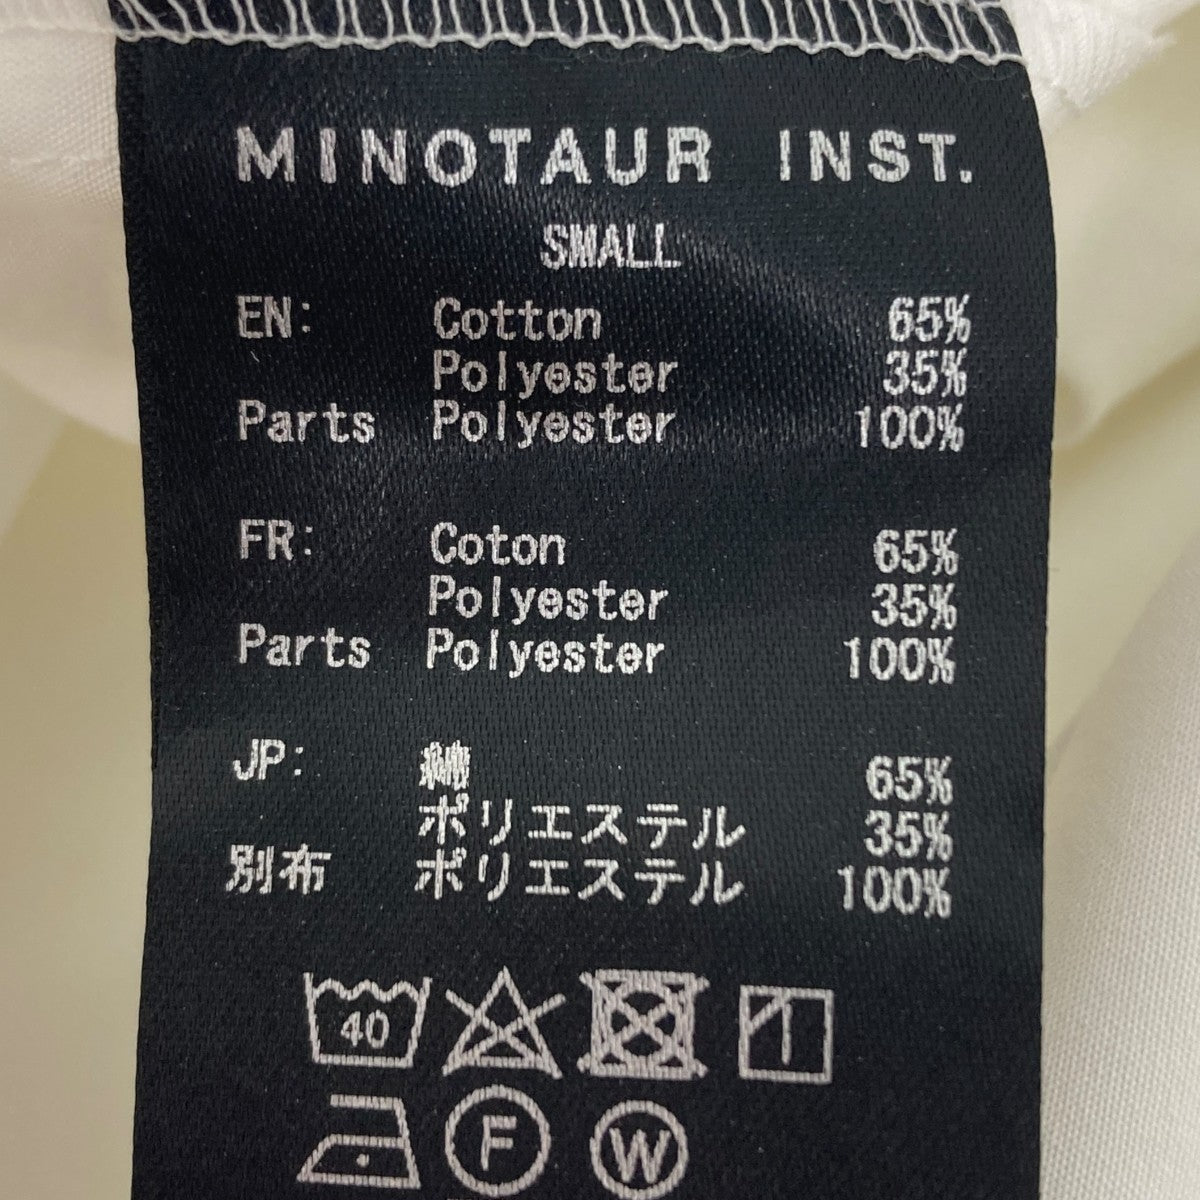 MINOTAUR INST.
SMALL
EN: Cotton 65%
Polyester 35%
Parts Polyester 100%
FR: Coton 65%
Polyester 35%
Parts Polyester 100%
JP: 綿 65%
ポリエステル 35%
別布 ポリエステル 100%
40
F W